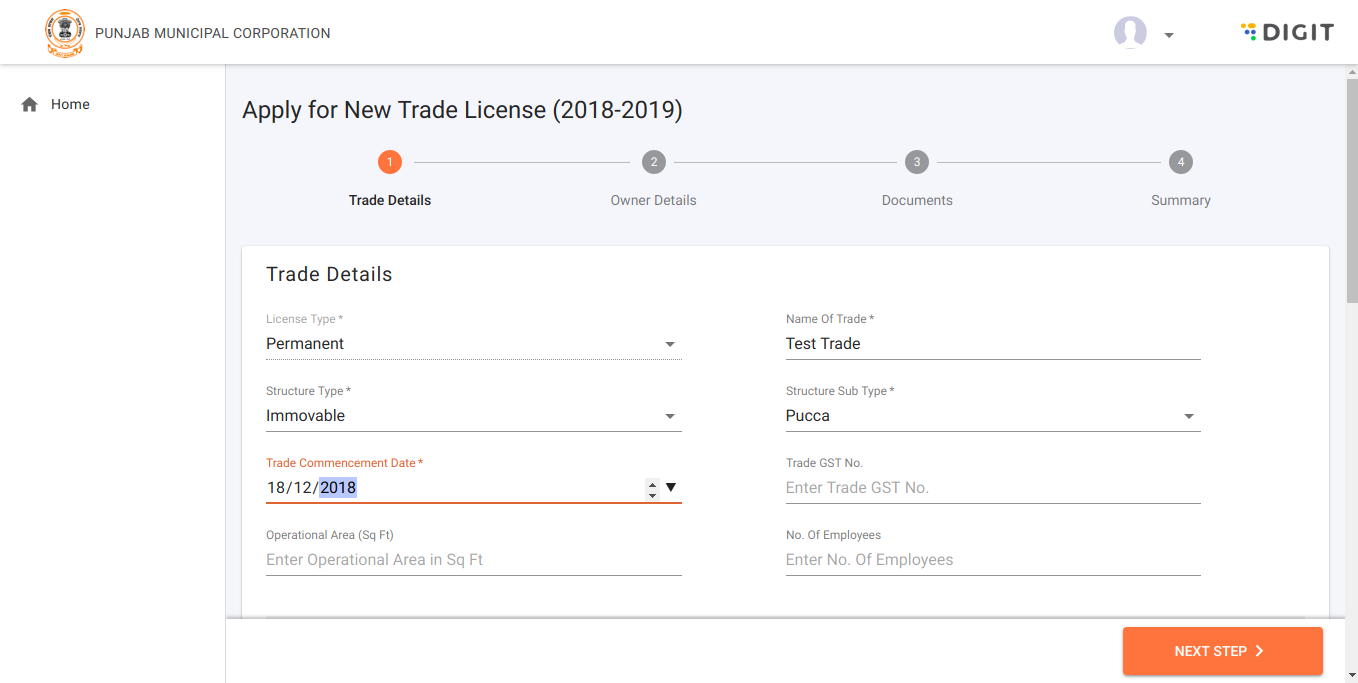 PUNJAB MUNICIPAL CORPORATION
DIGIT
Home
Apply for New Trade License (2018-2019)
1 2 3 4
Trade Details Owner Details Documents Summary
Trade Details
License Type * Name Of Trade *
Permanent Test Trade
Structure Type * Structure Sub Type *
Immovable Pucca
Trade Commencement Date * Trade GST No.
18/12/2018 Enter Trade GST No.
Operational Area (Sq Ft) No. Of Employees
Enter Operational Area in Sq Ft Enter No. Of Employees
NEXT STEP